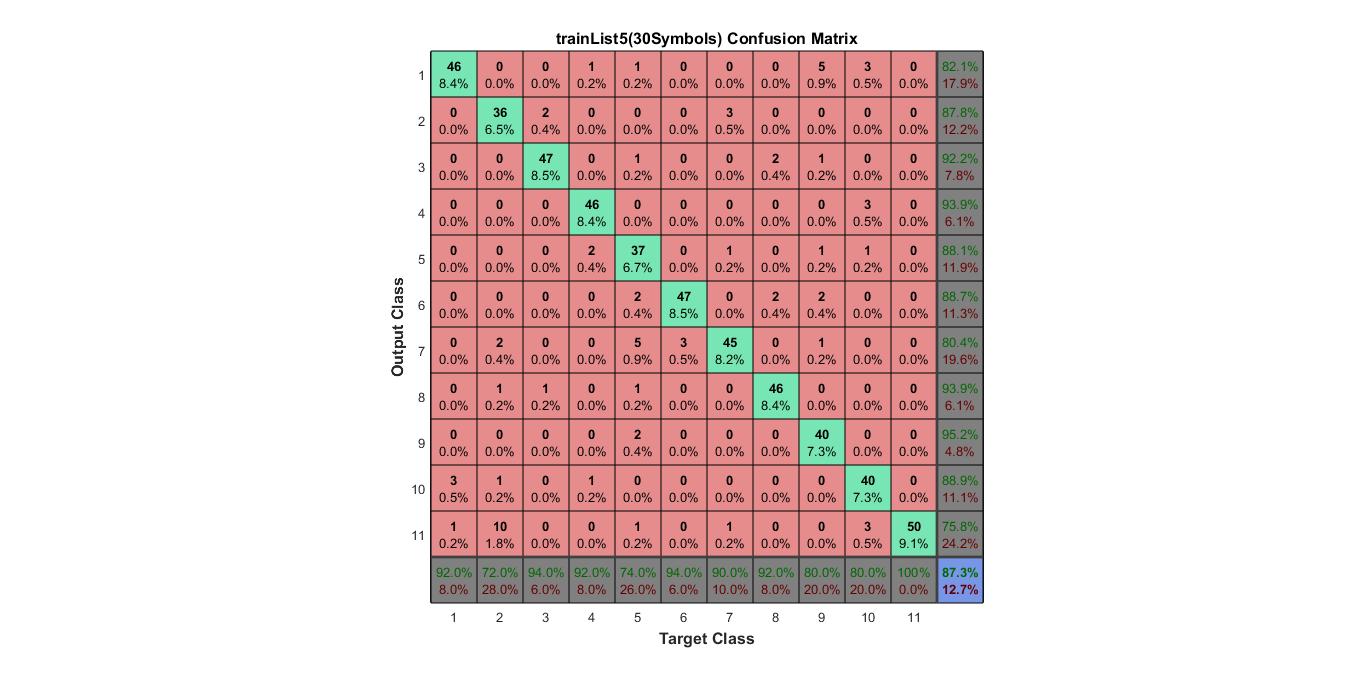 trainList5(30Symbols) Confusion Matrix
1 46 0 0 1 1 0 0 0 5 3 0 82.1%
8.4% 0.0% 0.0% 0.2% 0.2% 0.0% 0.0% 0.0% 0.9% 0.5% 0.0% 17.9%
2 0 36 2 0 0 0 3 0 0 0 0 87.8%
0.0% 6.5% 0.4% 0.0% 0.0% 0.0% 0.5% 0.0% 0.0% 0.0% 0.0% 12.2%
3 0 0 47 0 1 0 0 2 1 0 0 92.2%
0.0% 0.0% 8.5% 0.0% 0.2% 0.0% 0.0% 0.4% 0.2% 0.0% 0.0% 7.8%
4 0 0 0 46 0 0 0 0 0 3 0 93.9%
0.0% 0.0% 0.0% 8.4% 0.0% 0.0% 0.0% 0.0% 0.0% 0.5% 0.0% 6.1%
5 0 0 0 2 37 0 1 0 1 1 0 88.1%
0.0% 0.0% 0.0% 0.4% 6.7% 0.0% 0.2% 0.0% 0.2% 0.2% 0.0% 11.9%
6 0 0 0 0 2 47 0 2 2 0 0 88.7%
0.0% 0.0% 0.0% 0.0% 0.4% 8.5% 0.0% 0.4% 0.4% 0.0% 0.0% 11.3%
7 0 2 0 0 5 3 45 0 1 0 0 80.4%
0.0% 0.4% 0.0% 0.0% 0.9% 0.5% 8.2% 0.0% 0.2% 0.0% 0.0% 19.6%
8 0 1 1 0 1 0 0 46 0 0 0 93.9%
0.0% 0.2% 0.2% 0.0% 0.2% 0.0% 0.0% 8.4% 0.0% 0.0% 0.0% 6.1%
9 0 0 0 0 2 0 0 0 40 0 0 95.2%
0.0% 0.0% 0.0% 0.0% 0.4% 0.0% 0.0% 0.0% 7.3% 0.0% 0.0% 4.8%
10 3 1 0 1 0 0 0 0 0 40 0 88.9%
0.5% 0.2% 0.0% 0.2% 0.0% 0.0% 0.0% 0.0% 0.0% 7.3% 0.0% 11.1%
11 1 10 0 0 1 0 1 0 0 3 50 75.8%
0.2% 1.8% 0.0% 0.0% 0.2% 0.0% 0.2% 0.0% 0.0% 0.5% 9.1% 24.2%
92.0% 72.0% 94.0% 92.0% 74.0% 94.0% 90.0% 92.0% 80.0% 80.0% 100% 87.3%
8.0% 28.0% 6.0% 8.0% 26.0% 6.0% 10.0% 8.0% 20.0% 20.0% 0.0% 12.7%
1 2 3 4 5 6 7 8 9 10 11
Target Class
Output Class